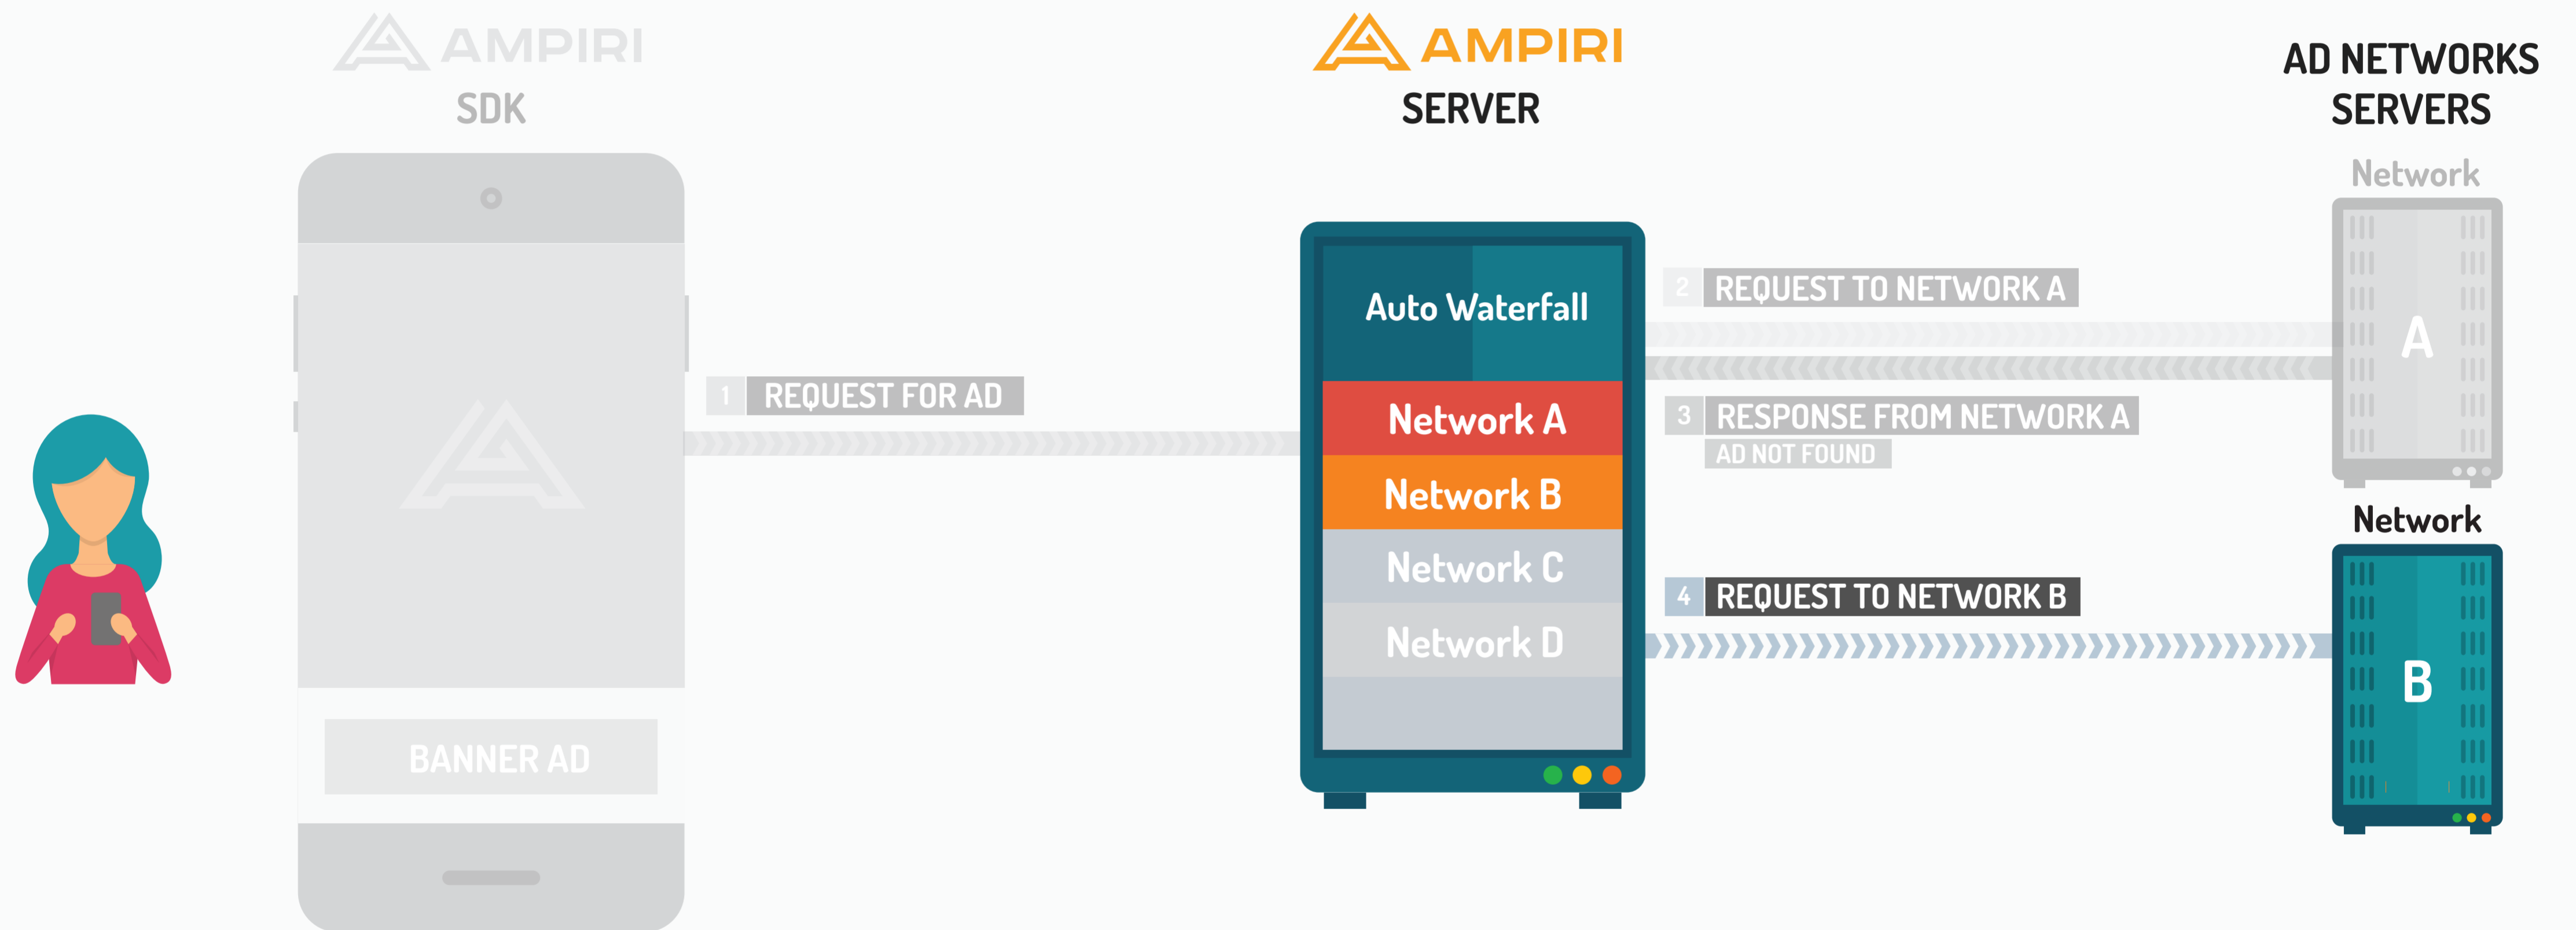 AMPIRI
SDK
BANNER AD
1 REQUEST FOR AD
AMPIRI
SERVER
Auto Waterfall
Network A
Network B
Network C
Network D
2 REQUEST TO NETWORK A
3 RESPONSE FROM NETWORK A
AD NOT FOUND
4 REQUEST TO NETWORK B
AD NETWORKS
SERVERS
Network
A
Network
B